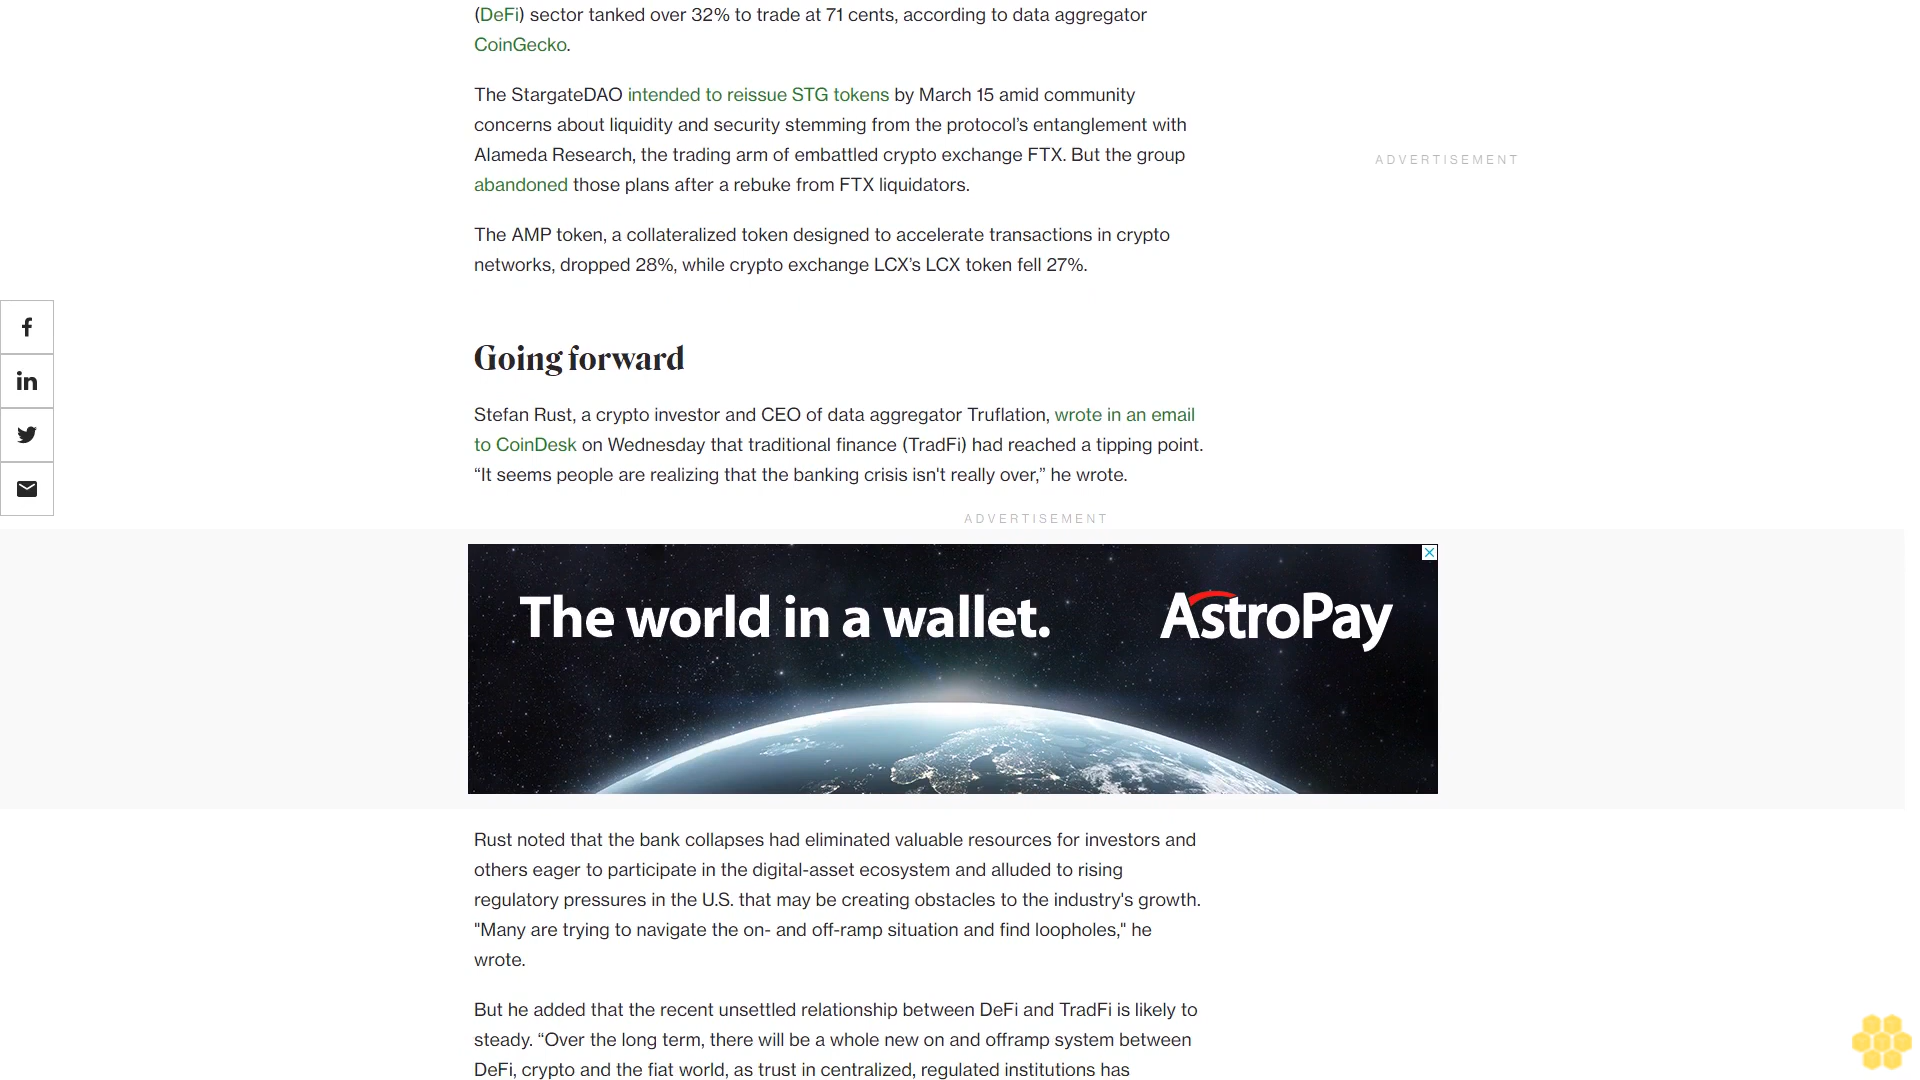 (DeFi) sector tanked over 32% to trade at 71 cents, according to data aggregator
CoinGecko.
The StargateDAO intended to reissue STG tokens by March 15 amid community
concerns about liquidity and security stemming from the protocol’s entanglement with
Alameda Research, the trading arm of embattled crypto exchange FTX. But the group
abandoned those plans after a rebuke from FTX liquidators.
ADVERTISEMENT
The AMP token, a collateralized token designed to accelerate transactions in crypto
networks, dropped 28%, while crypto exchange LCX’s LCX token fell 27%.
Going forward
Stefan Rust, a crypto investor and CEO of data aggregator Truflation, wrote in an email
to CoinDesk on Wednesday that traditional finance (TradFi) had reached a tipping point.
“It seems people are realizing that the banking crisis isn't really over,” he wrote.
ADVERTISEMENT
The world in a wallet.
AstroPay
Rust noted that the bank collapses had eliminated valuable resources for investors and
others eager to participate in the digital-asset ecosystem and alluded to rising
regulatory pressures in the U.S. that may be creating obstacles to the industry's growth.
"Many are trying to navigate the on- and off-ramp situation and find loopholes," he
wrote.
But he added that the recent unsettled relationship between DeFi and TradFi is likely to
steady. “Over the long term, there will be a whole new on and offramp system between
DeFi, crypto and the fiat world, as trust in centralized, regulated institutions has